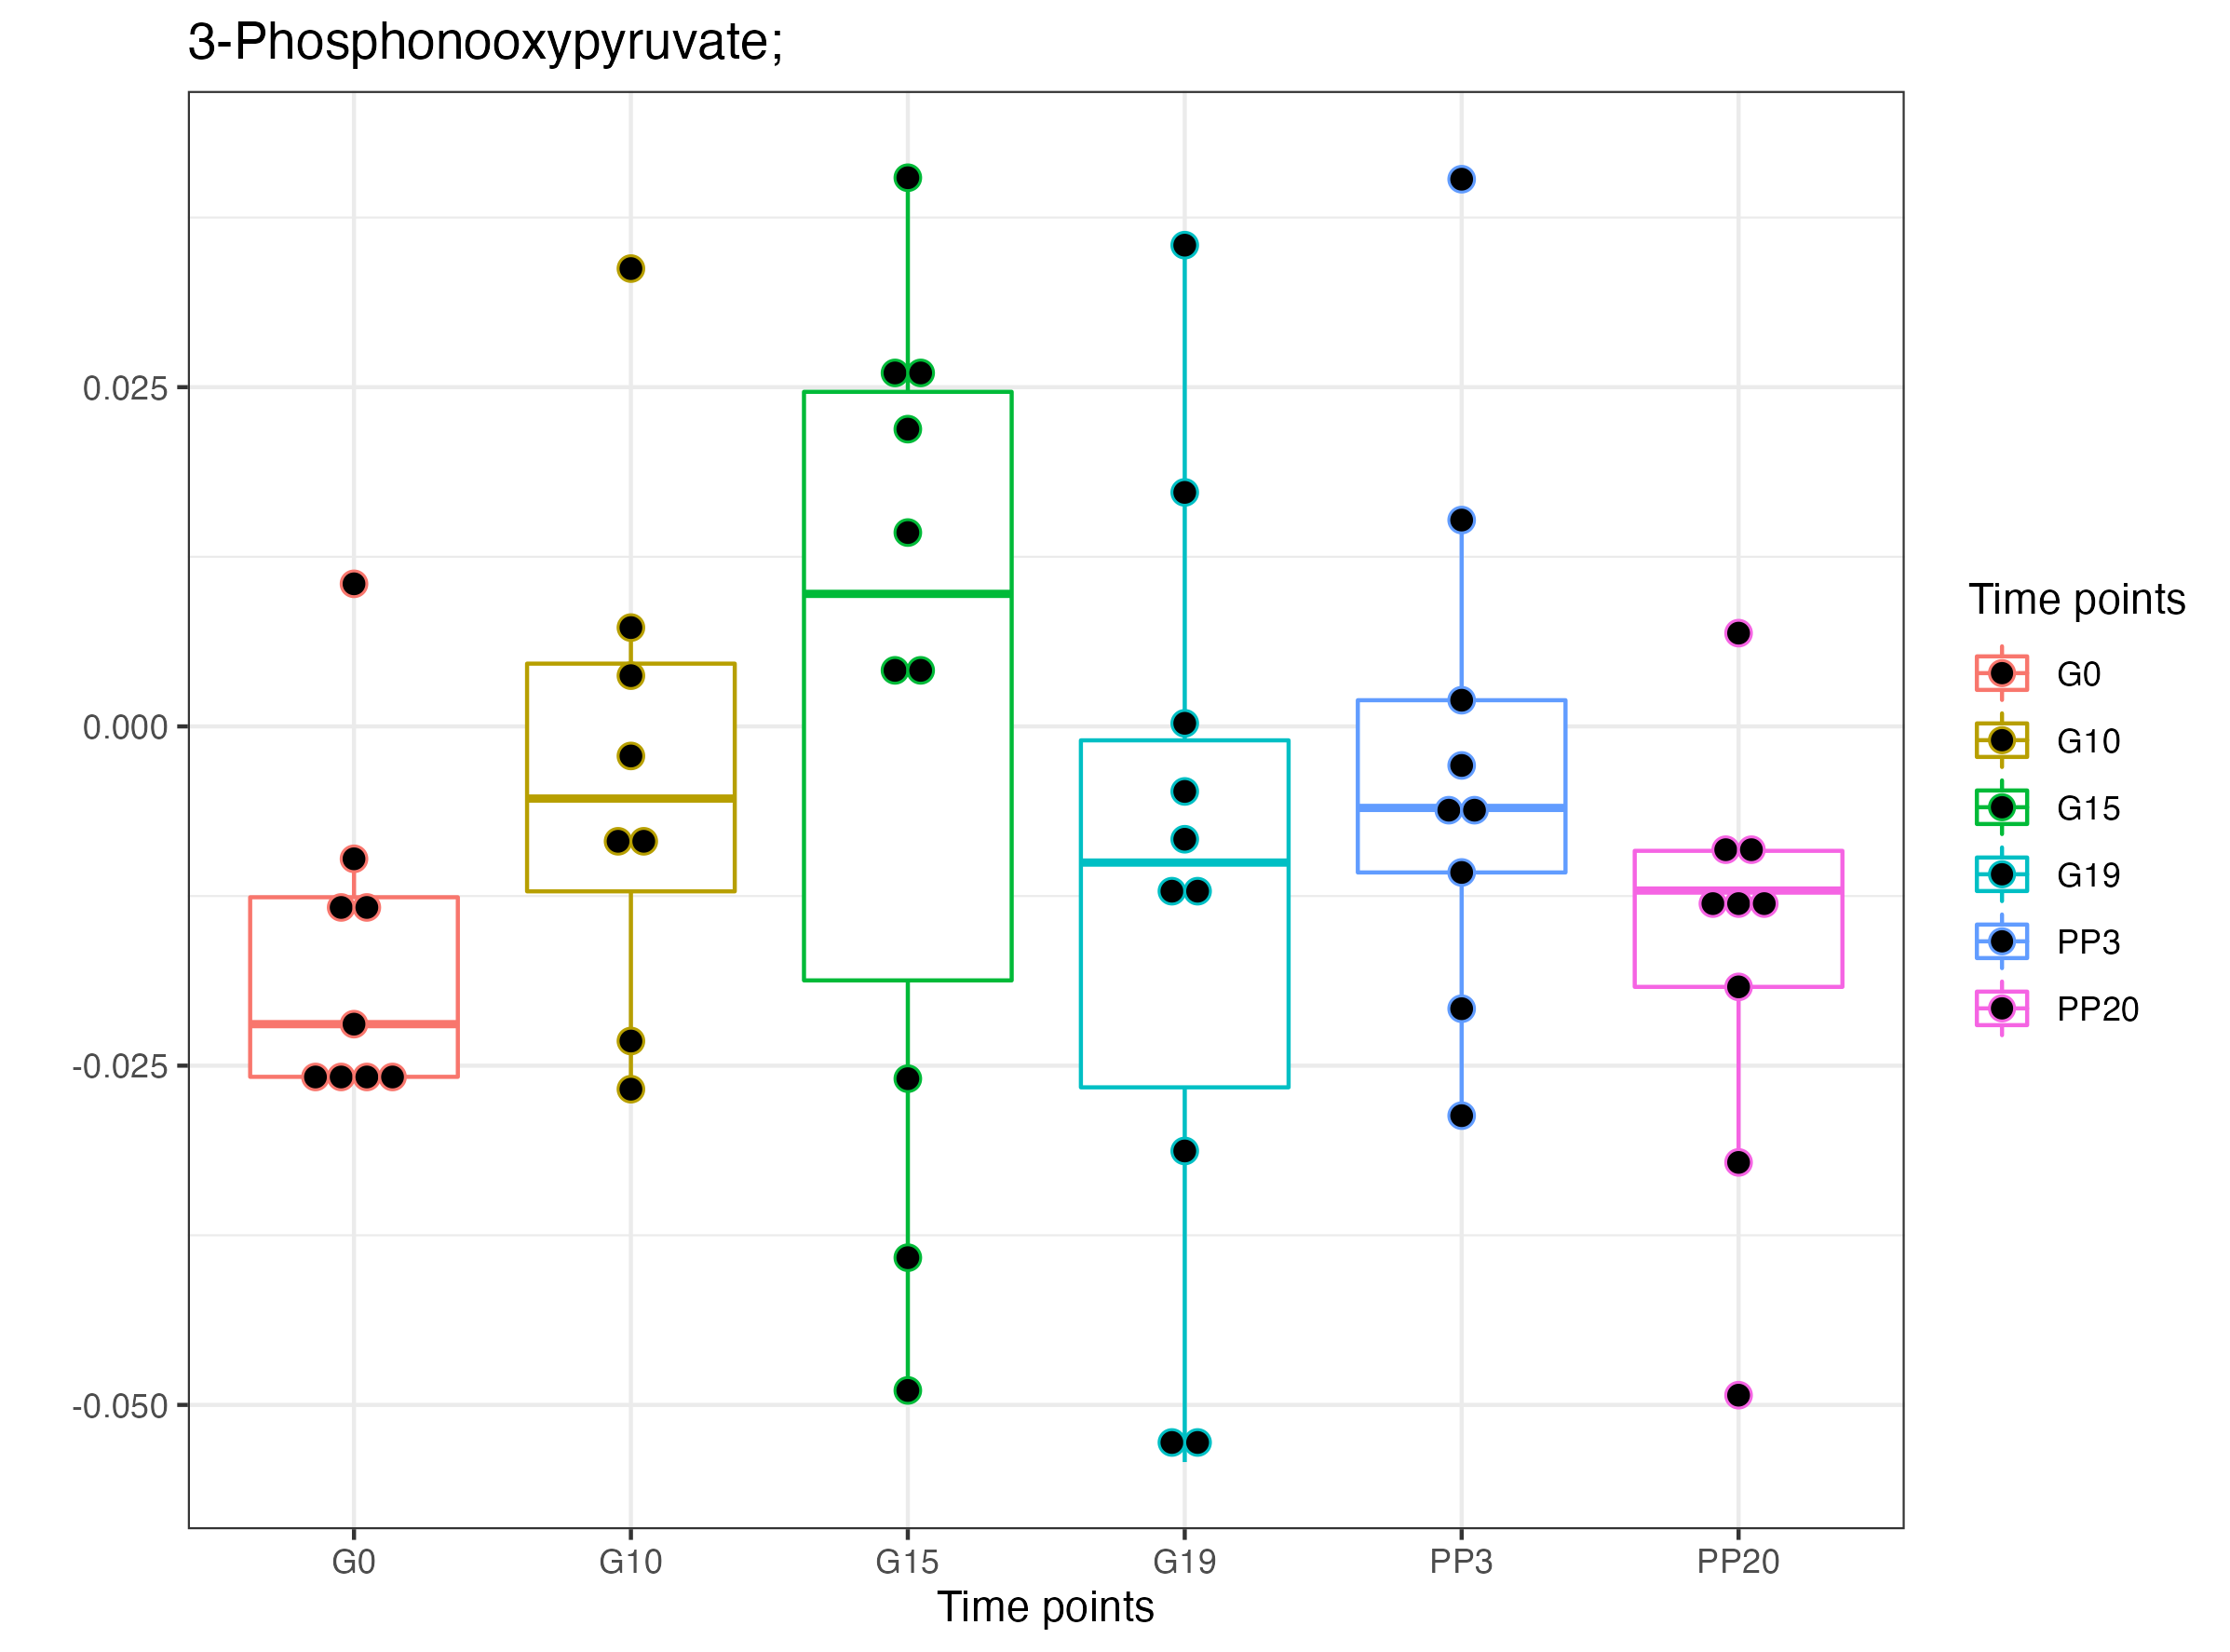 3-Phosphonooxypyruvate;
0.025
0.000
-0.025
-0.050
G0 G10 G15 G19 PP3 PP20
Time points
Time points
G0
G10
G15
G19
PP3
PP20